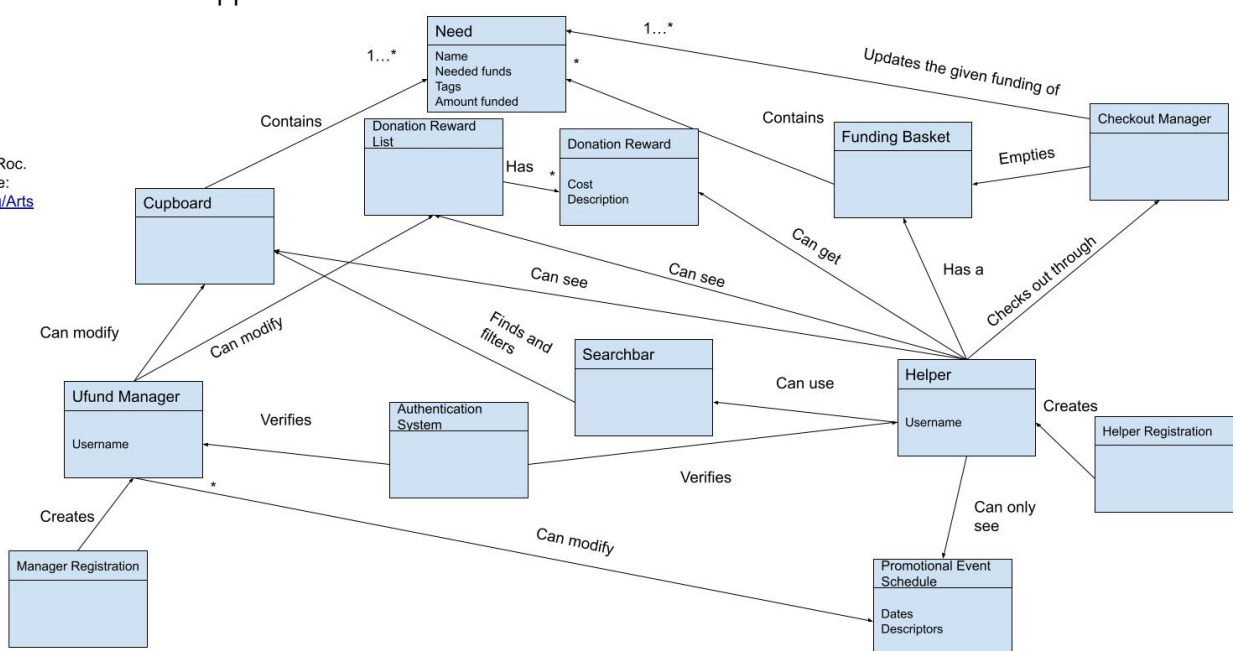 Need
1...*
1...*
Name
Needed funds
Tags
Amount funded
*
Updates the given funding of
Contains
Donation Reward
List
Has
*
Donation Reward
Cost
Description
Contains
Funding Basket
Empties
Checkout Manager
Roc.
e:
/Arts
Cupboard
Can see
Can see
Can get
Has a
Checks out through
Can modify
Can modify
Finds and
filters
Searchbar
Can use
Helper
Username
Creates
Helper Registration
Ufund Manager
Username
Verifies
Authentication
System
Verifies
*
Creates
Can only
see
Manager Registration
Can modify
Promotional Event
Schedule
Dates
Descriptors